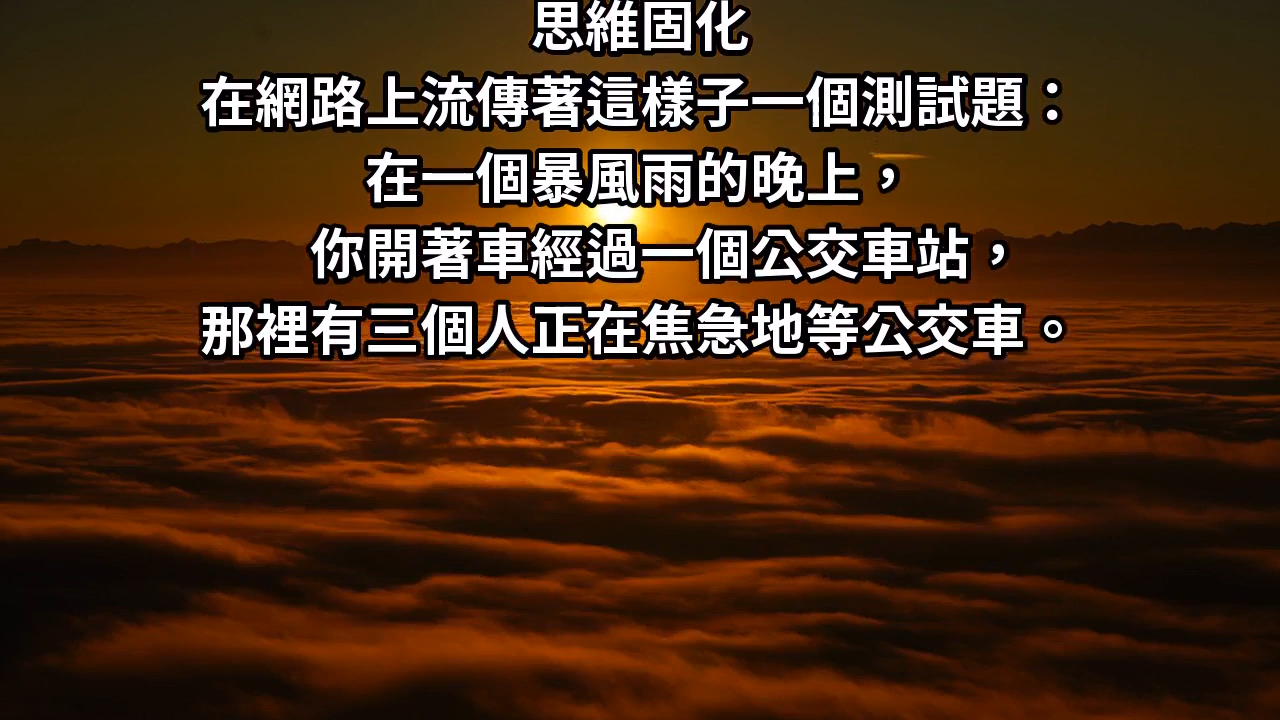 思維固化
在網路上流傳著這樣子一個測試題：
在一個暴風雨的晚上，
你開著車經過一個公交車站，
那裡有三個人正在焦急地等公交車。